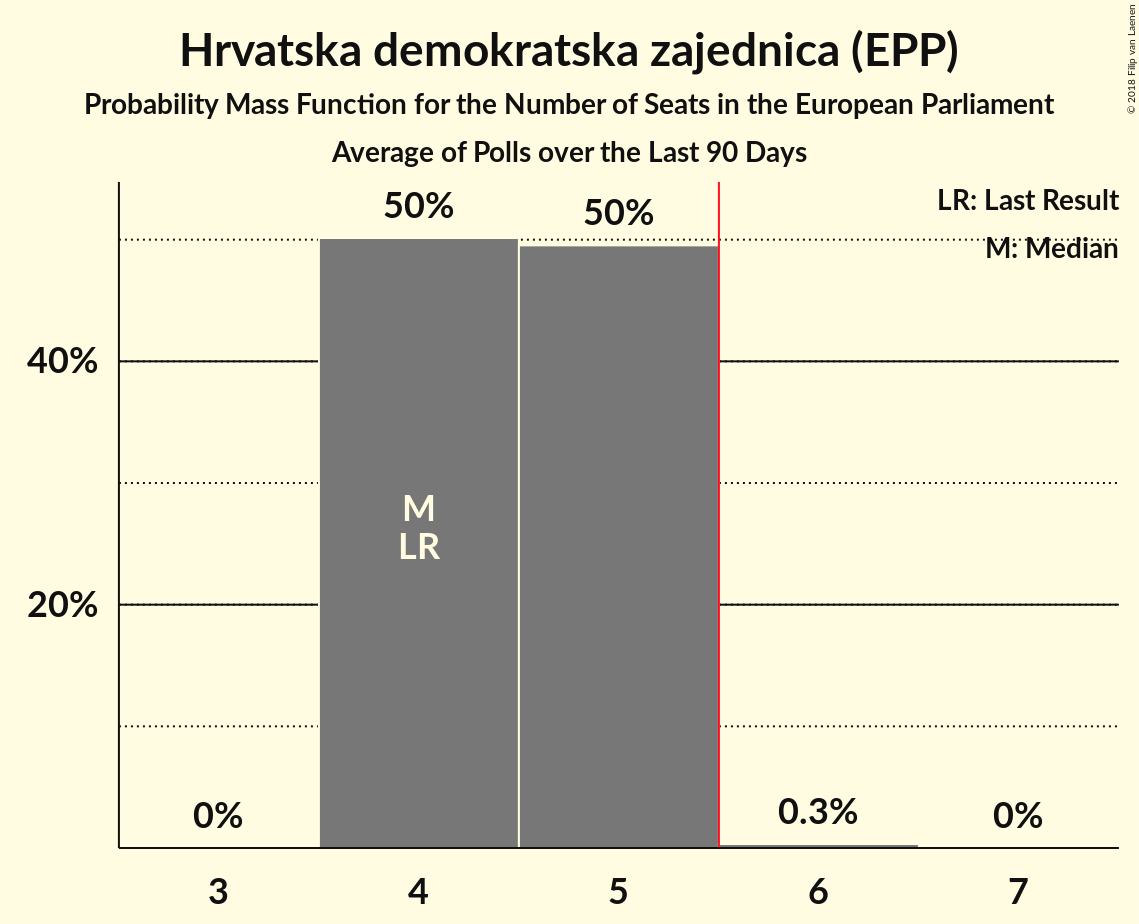 Hrvatska demokratska zajednica (EPP)
Probability Mass Function for the Number of Seats in the European Parliament
Average of Polls over the Last 90 Days
© 2018 Filip van Laenen
LR: Last Result
M: Median
50%
50%
40%
M
LR
20%
0%
0.3%
0%
3
4
5
6
7